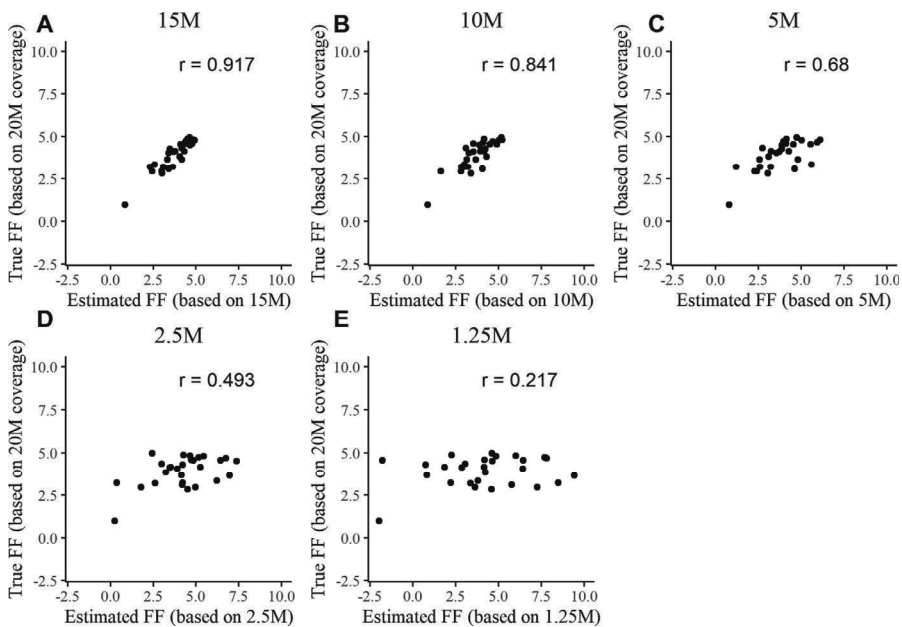 A
15M
r = 0.917
True FF (based on 20M coverage)
10.0
7.5
5.0
2.5
0.0
-2.5
-2.5 0.0 2.5 5.0 7.5 10.0
Estimated FF (based on 15M)
B
10M
r = 0.841
True FF (based on 20M coverage)
10.0
7.5
5.0
2.5
0.0
-2.5
-2.5 0.0 2.5 5.0 7.5 10.0
Estimated FF (based on 10M)
C
5M
r = 0.68
True FF (based on 20M coverage)
10.0
7.5
5.0
2.5
0.0
-2.5
-2.5 0.0 2.5 5.0 7.5 10.0
Estimated FF (based on 5M)
D
2.5M
r = 0.493
True FF (based on 20M coverage)
10.0
7.5
5.0
2.5
0.0
-2.5
-2.5 0.0 2.5 5.0 7.5 10.0
Estimated FF (based on 2.5M)
E
1.25M
r = 0.217
True FF (based on 20M coverage)
10.0
7.5
5.0
2.5
0.0
-2.5
-2.5 0.0 2.5 5.0 7.5 10.0
Estimated FF (based on 1.25M)